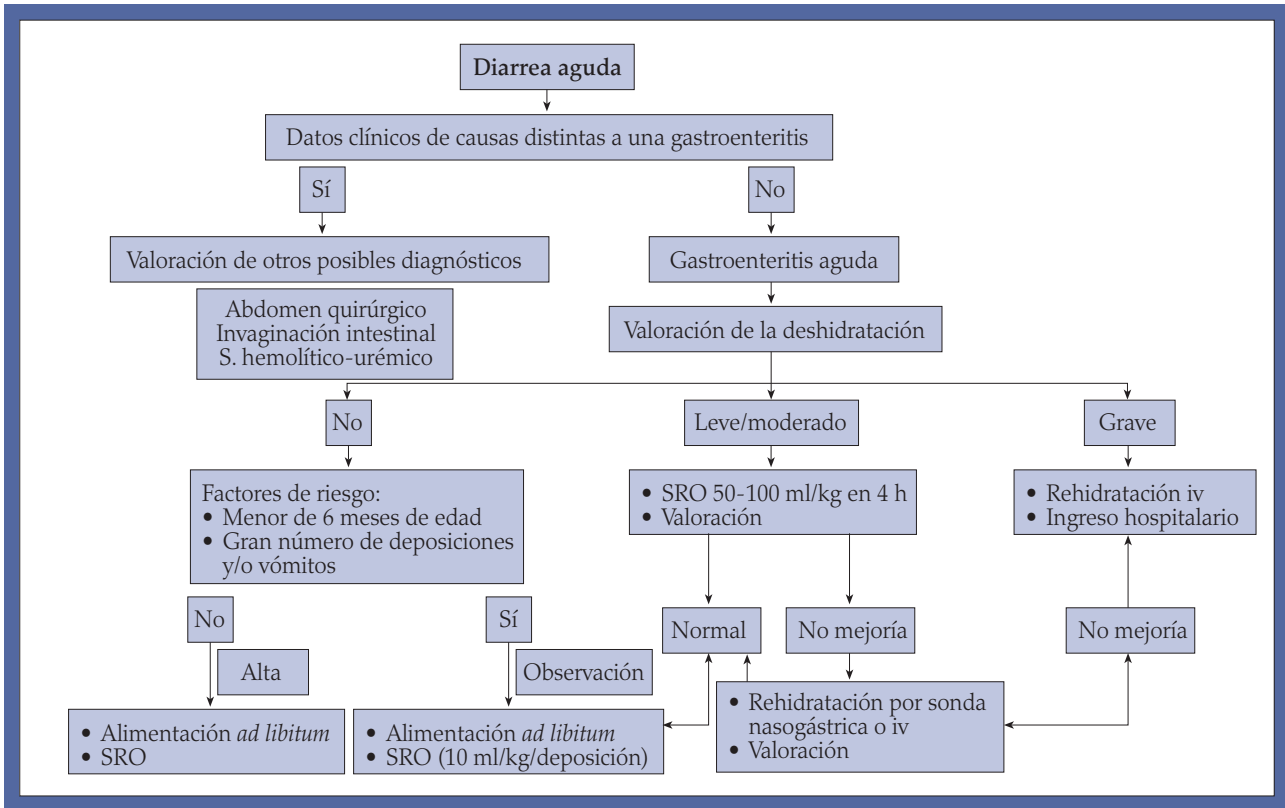 Diarrea aguda
Datos clínicos de causas distintas a una gastroenteritis
Sí
No
Valoración de otros posibles diagnósticos
Gastroenteritis aguda
Abdomen quirúrgico
Invaginación intestinal
S. hemolítico-urémico
Valoración de la deshidratación
No
Leve/moderado
Grave
Factores de riesgo:
• Menor de 6 meses de edad
• Gran número de deposiciones
y/o vómitos
• SRO 50-100 ml/kg en 4 h
• Valoración
• Rehidratación iv
• Ingreso hospitalario
No
Sí
Normal
No mejoría
No mejoría
Alta
Observación
• Alimentación ad libitum
• SRO
• Alimentación ad libitum
• SRO (10 ml/kg/deposición)
• Rehidratación por sonda
nasogástrica o iv
• Valoración